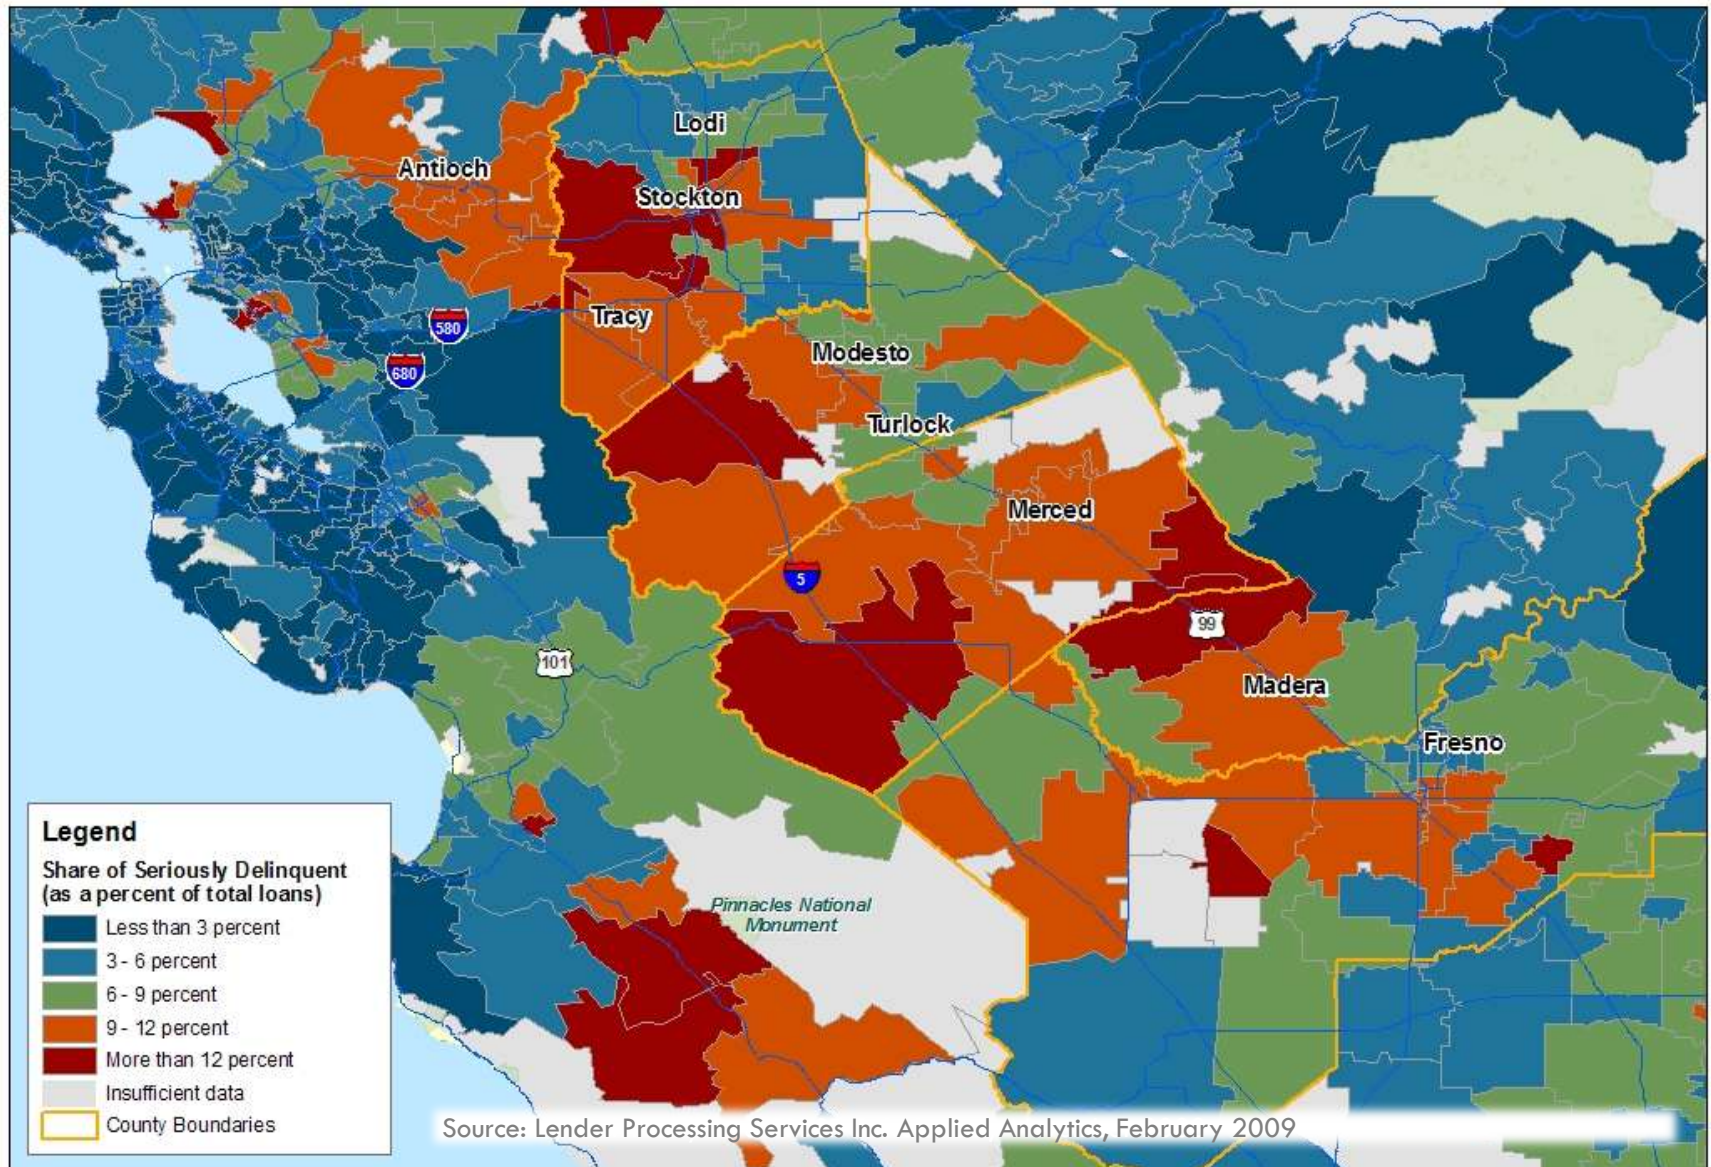 Lodi
Antioch
Stockton
Tracy
580
Modesto
680
Turlock
Merced
5
99
101
Madera
Fresno
Pinnacles National
Monument
Legend
Share of Seriously Delinquent
(as a percent of total loans)
Less than 3 percent
3 - 6 percent
6 - 9 percent
9 - 12 percent
More than 12 percent
Insufficient data
County Boundaries
Source: Lender Processing Services Inc. Applied Analytics, February 2009